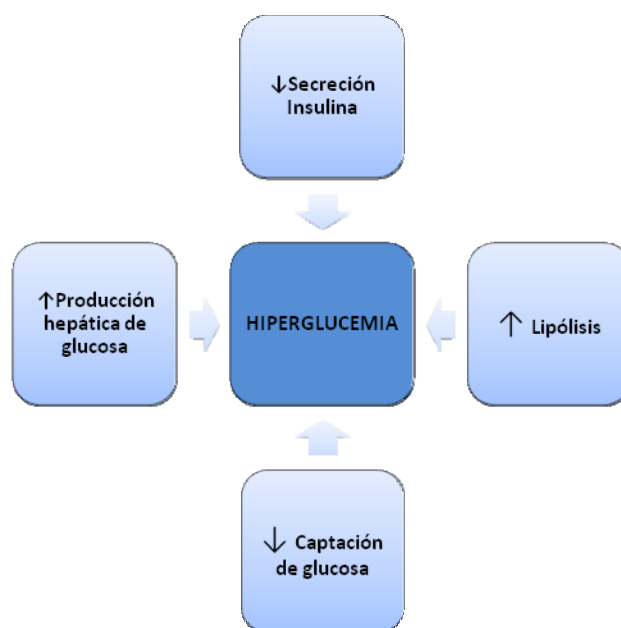 ↓Secreción
Insulina
↑Producción
hepática de
glucosa
HIPERGLUCEMIA
↑ Lipólisis
↓ Captación
de glucosa